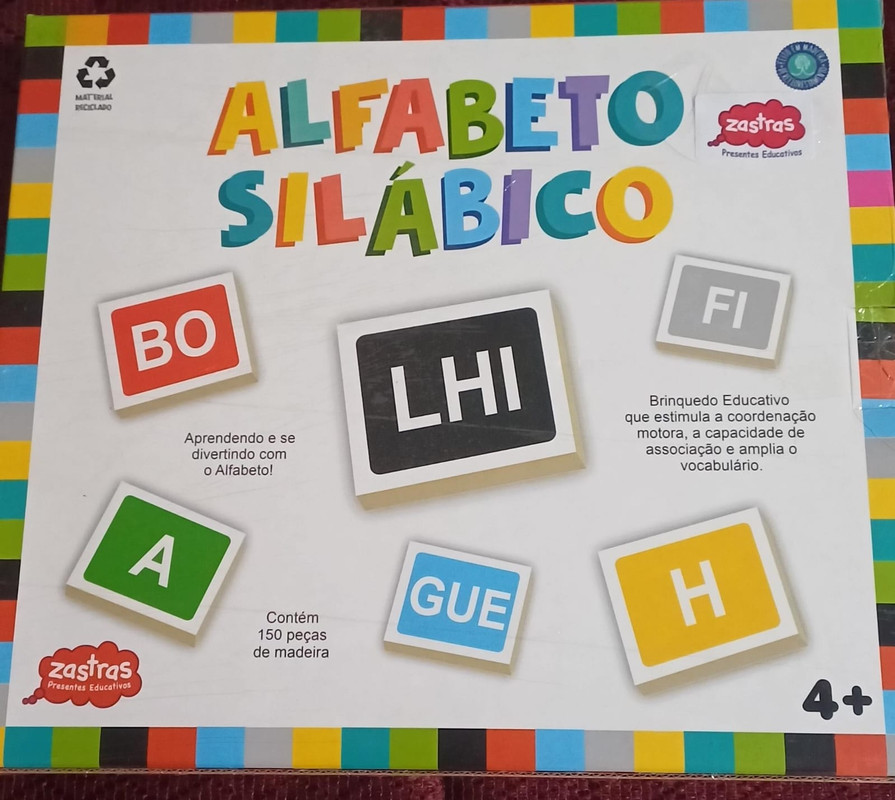 MATERIAL
RECICLADO
ALFABETO
SILÁBICO
zastras
Presentes Educativos
BO
LHI
FI
Aprendendo e se
divertindo com
o Alfabeto!
Brinquedo Educativo
que estimula a coordenação
motora, a capacidade de
associação e amplia o
vocabulário.
A
GUE
H
Contém
150 peças
de madeira
zastras
Presentes Educativos
4+